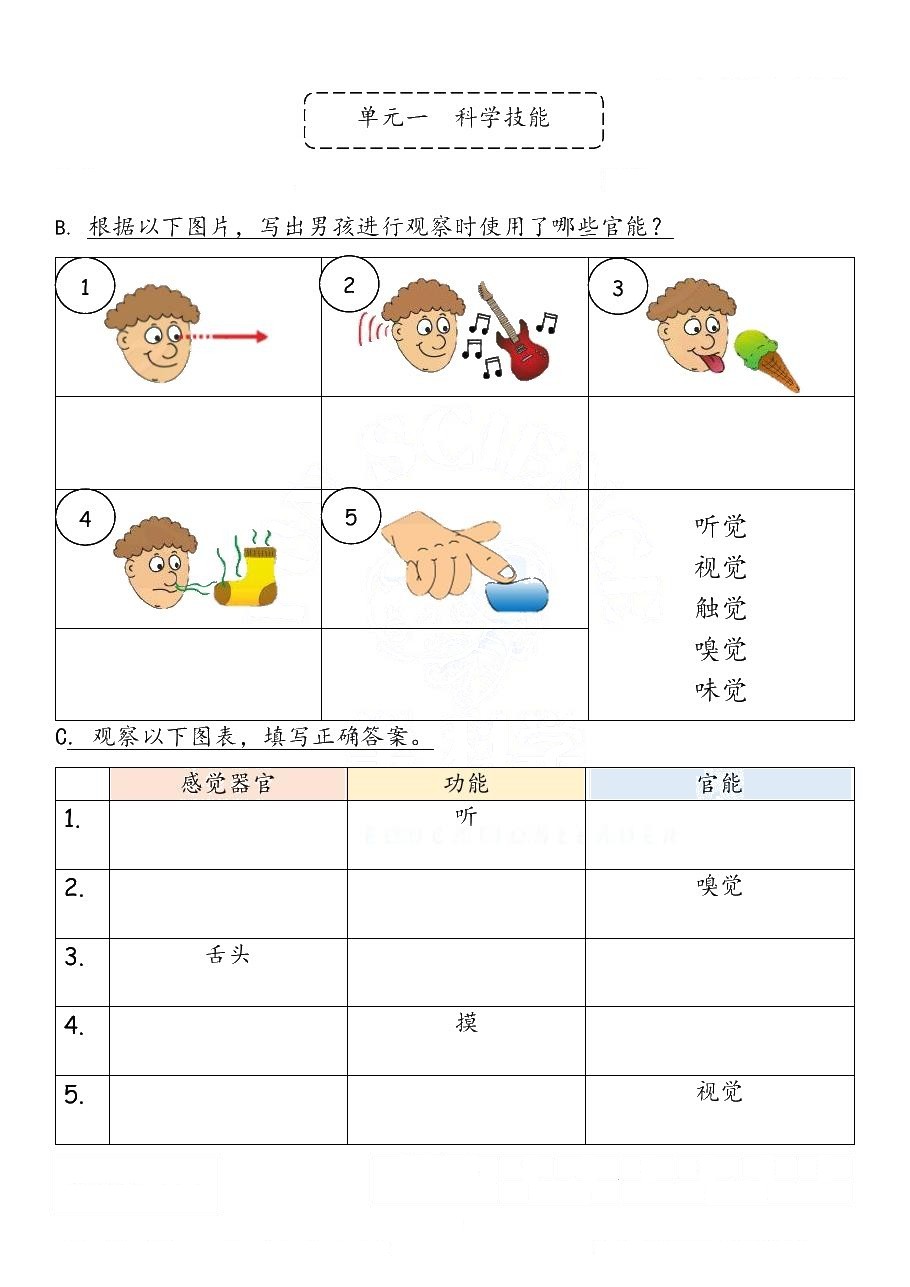 单元一 科学技能
B. 根据以下图片，写出男孩进行观察时使用了哪些官能？
1
2
3
4
5
听觉
视觉
触觉
嗅觉
味觉
C. 观察以下图表，填写正确答案。
感觉器官 功能 官能
1. 听
EDUCATIONLEADER
2. 嗅觉
3. 舌头
4. 摸
5. 视觉